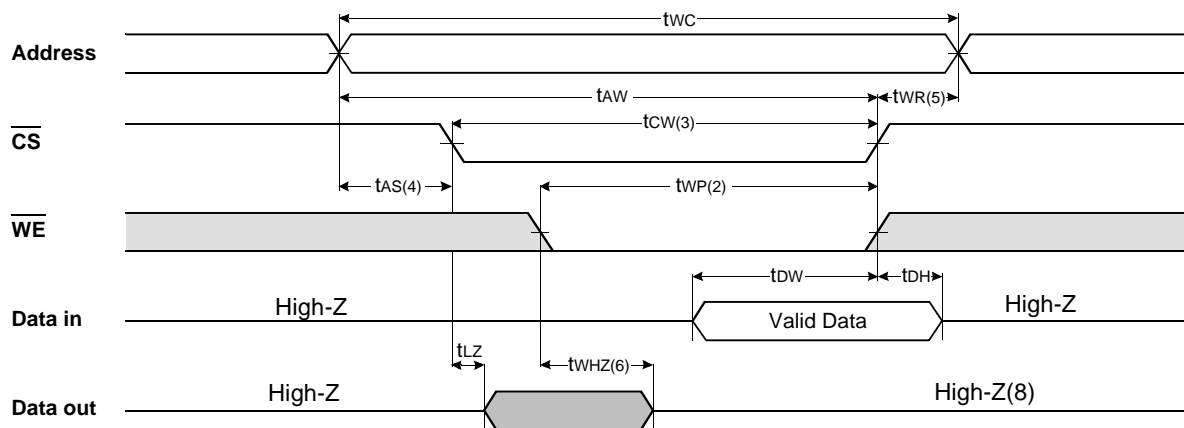 tWC
Address
tAW
tWR(5)
tCW(3)
CS
tAS(4)
tWP(2)
WE
tDW
tDH
High-Z
High-Z
Data in
Valid Data
tLZ
tWHZ(6)
High-Z
High-Z(8)
Data out